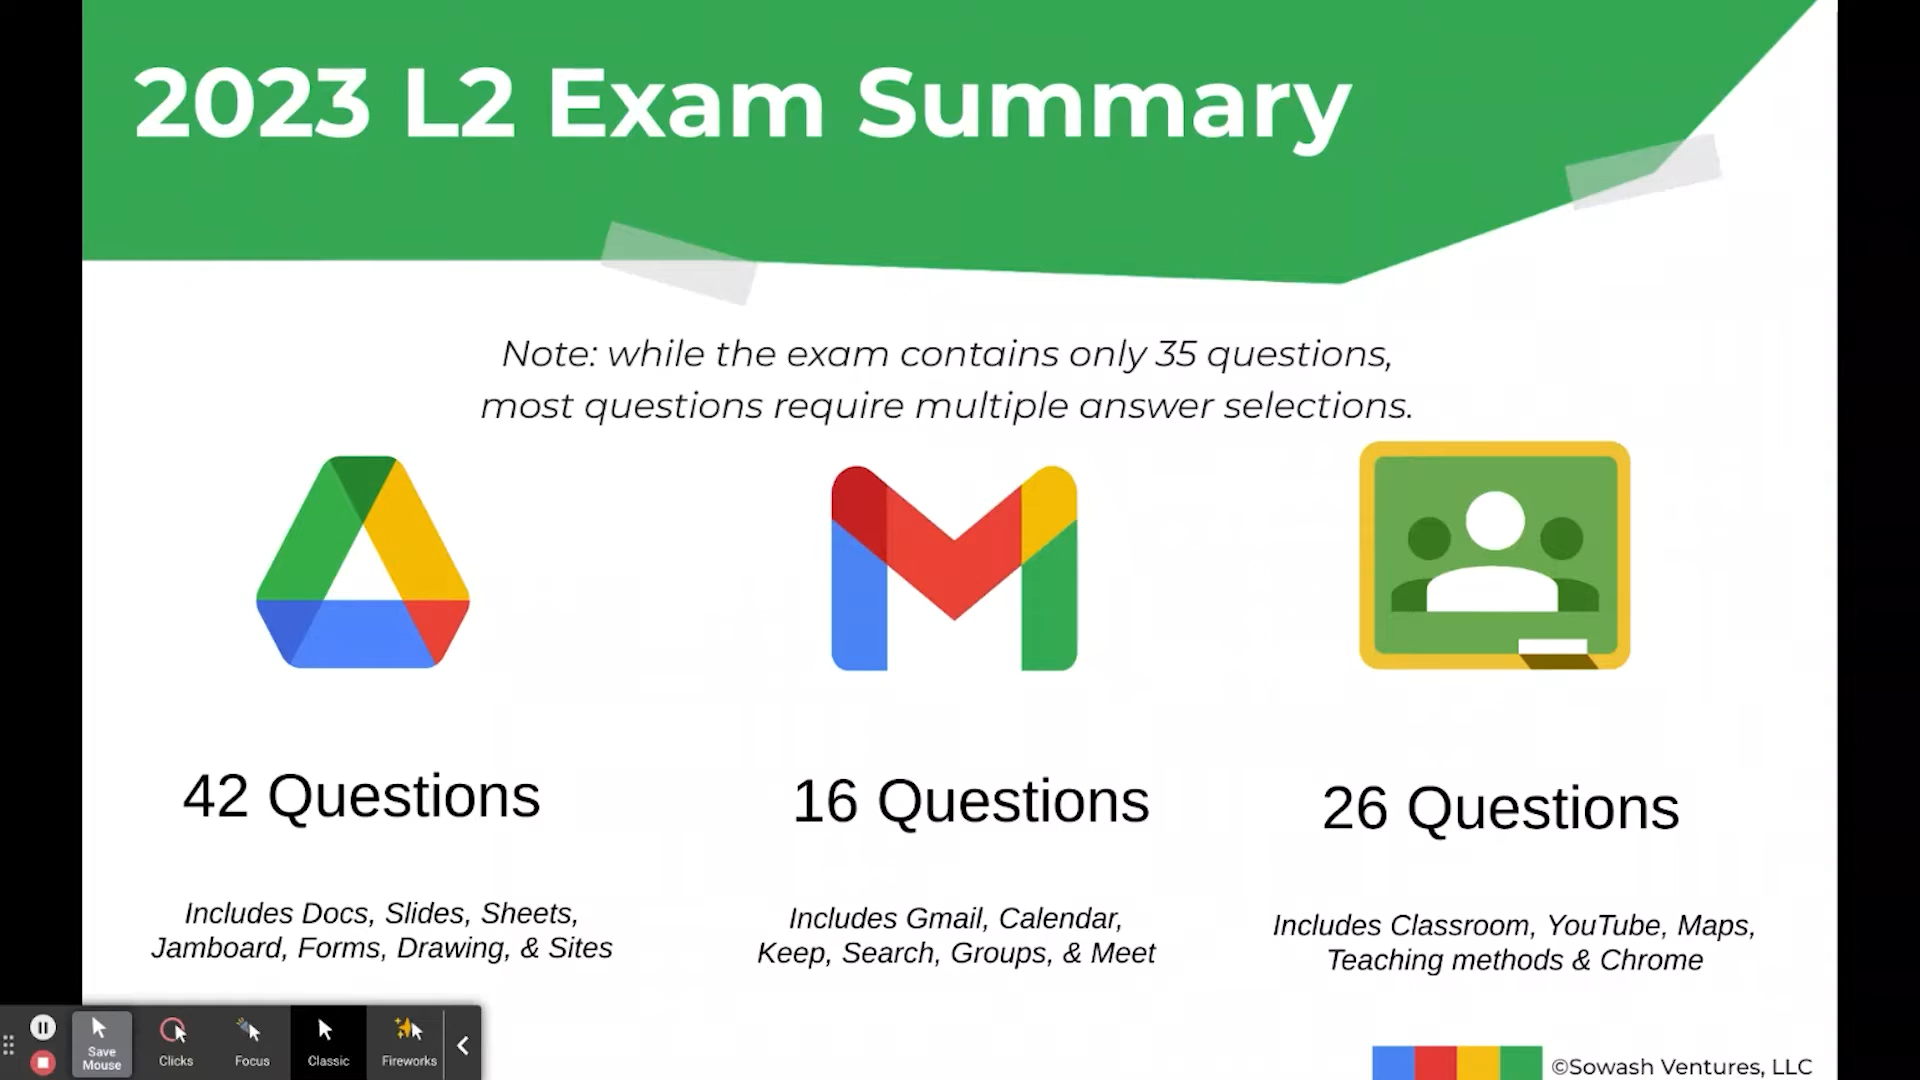 2023 L2 Exam Summary
Note: while the exam contains only 35 questions,
most questions require multiple answer selections.
42 Questions
16 Questions
26 Questions
Includes Docs, Slides, Sheets,
Jamboard, Forms, Drawing, & Sites
Includes Gmail, Calendar,
Keep, Search, Groups, & Meet
Includes Classroom, YouTube, Maps,
Teaching methods & Chrome
Save
Mouse
Clicks
Focus
Classic
Fireworks
©Sowash Ventures, LLC